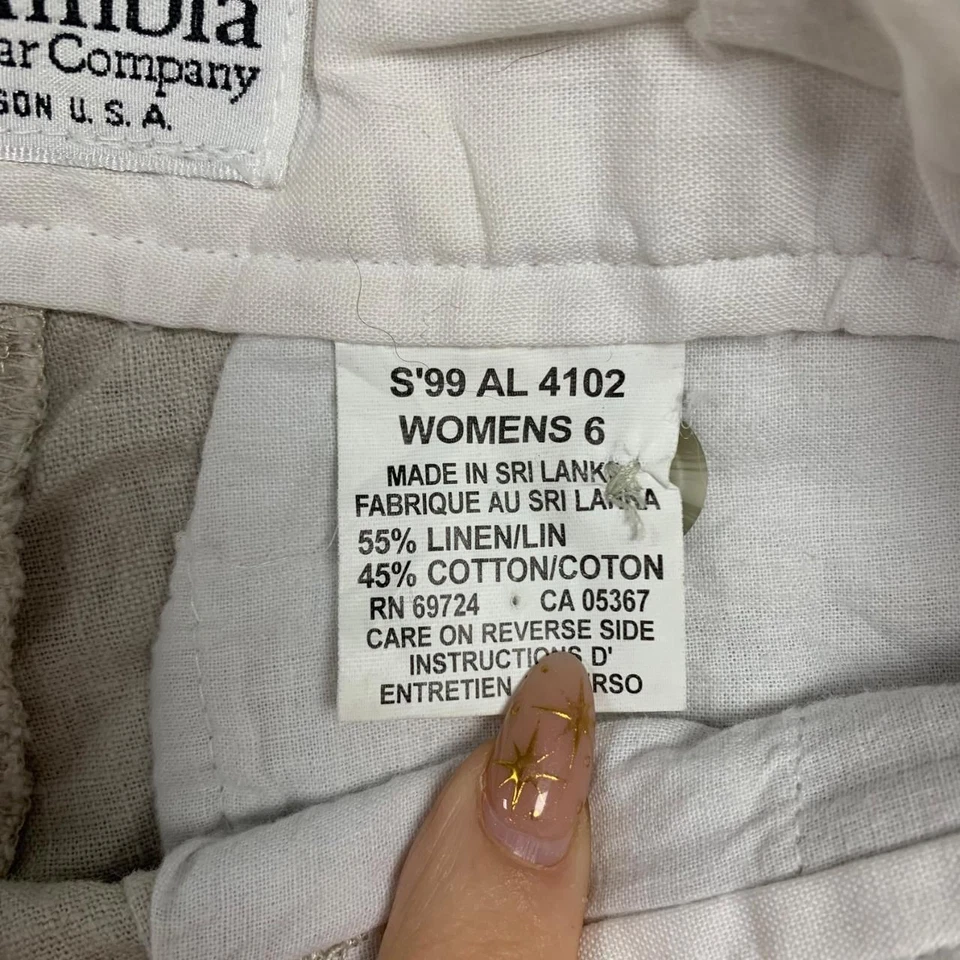 Company
U. S. A.
S'99 AL 4102
WOMENS 6
MADE IN SRI
FABRIQUE AU SRI LANKA
55% LINEN/LIN
45% COTTON/COTON
RN 69724 CA 05367
CARE ON REVERSE SIDE
INSTRUCTIONS D'
ENTRETIEN